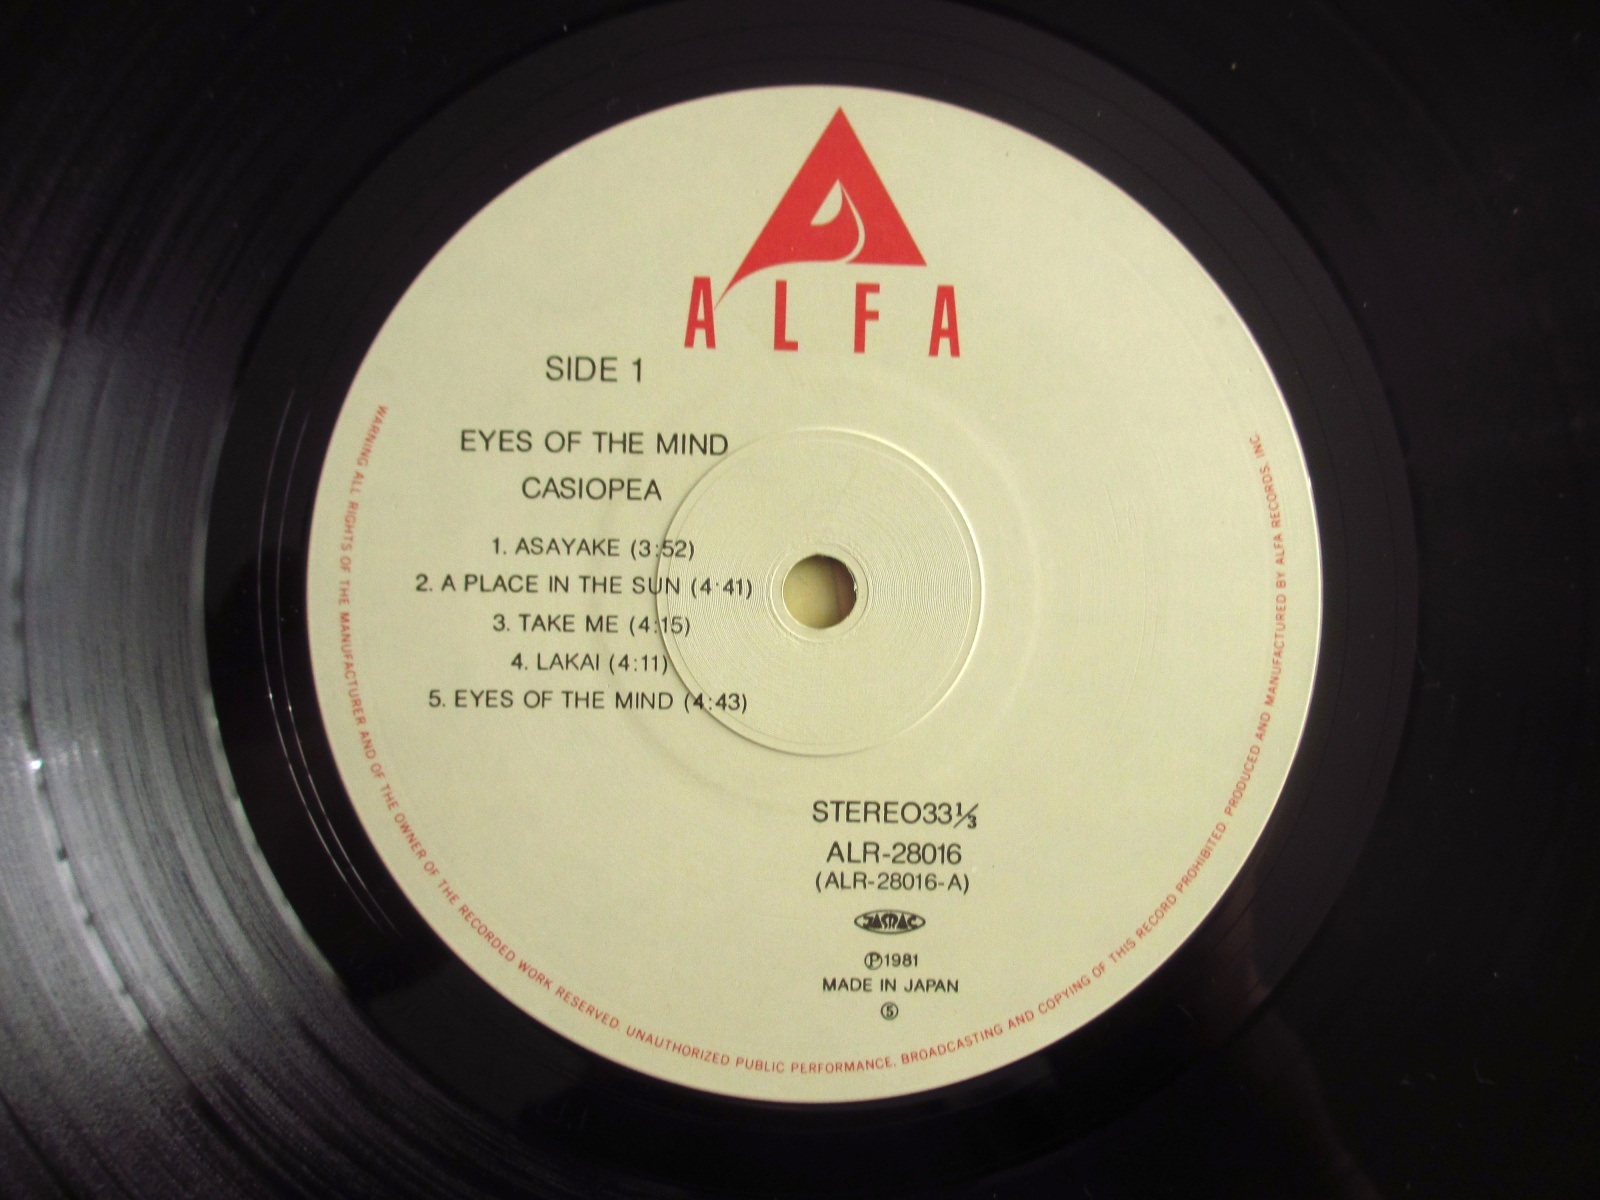 ALFA
SIDE 1
EYES OF THE MIND
CASIOPEA
1. ASAYAKE (3:52)
2. A PLACE IN THE SUN (4:41)
3. TAKE ME (4:15)
4. LAKAI (4:11)
5. EYES OF THE MIND (4:43)
STEREO33⅓
ALR-28016
(ALR-28016-A)
JASRAC
Ⓟ1981
MADE IN JAPAN
⑤
WARNING ALL RIGHTS OF THE MANUFACTURER AND OF THE OWNER OF THE RECORDED WORK RESERVED. UNAUTHORIZED PUBLIC PERFORMANCE, BROADCASTING AND COPYING OF THIS RECORD PROHIBITED. PRODUCED AND MANUFACTURED BY ALFA RECORDS, INC.